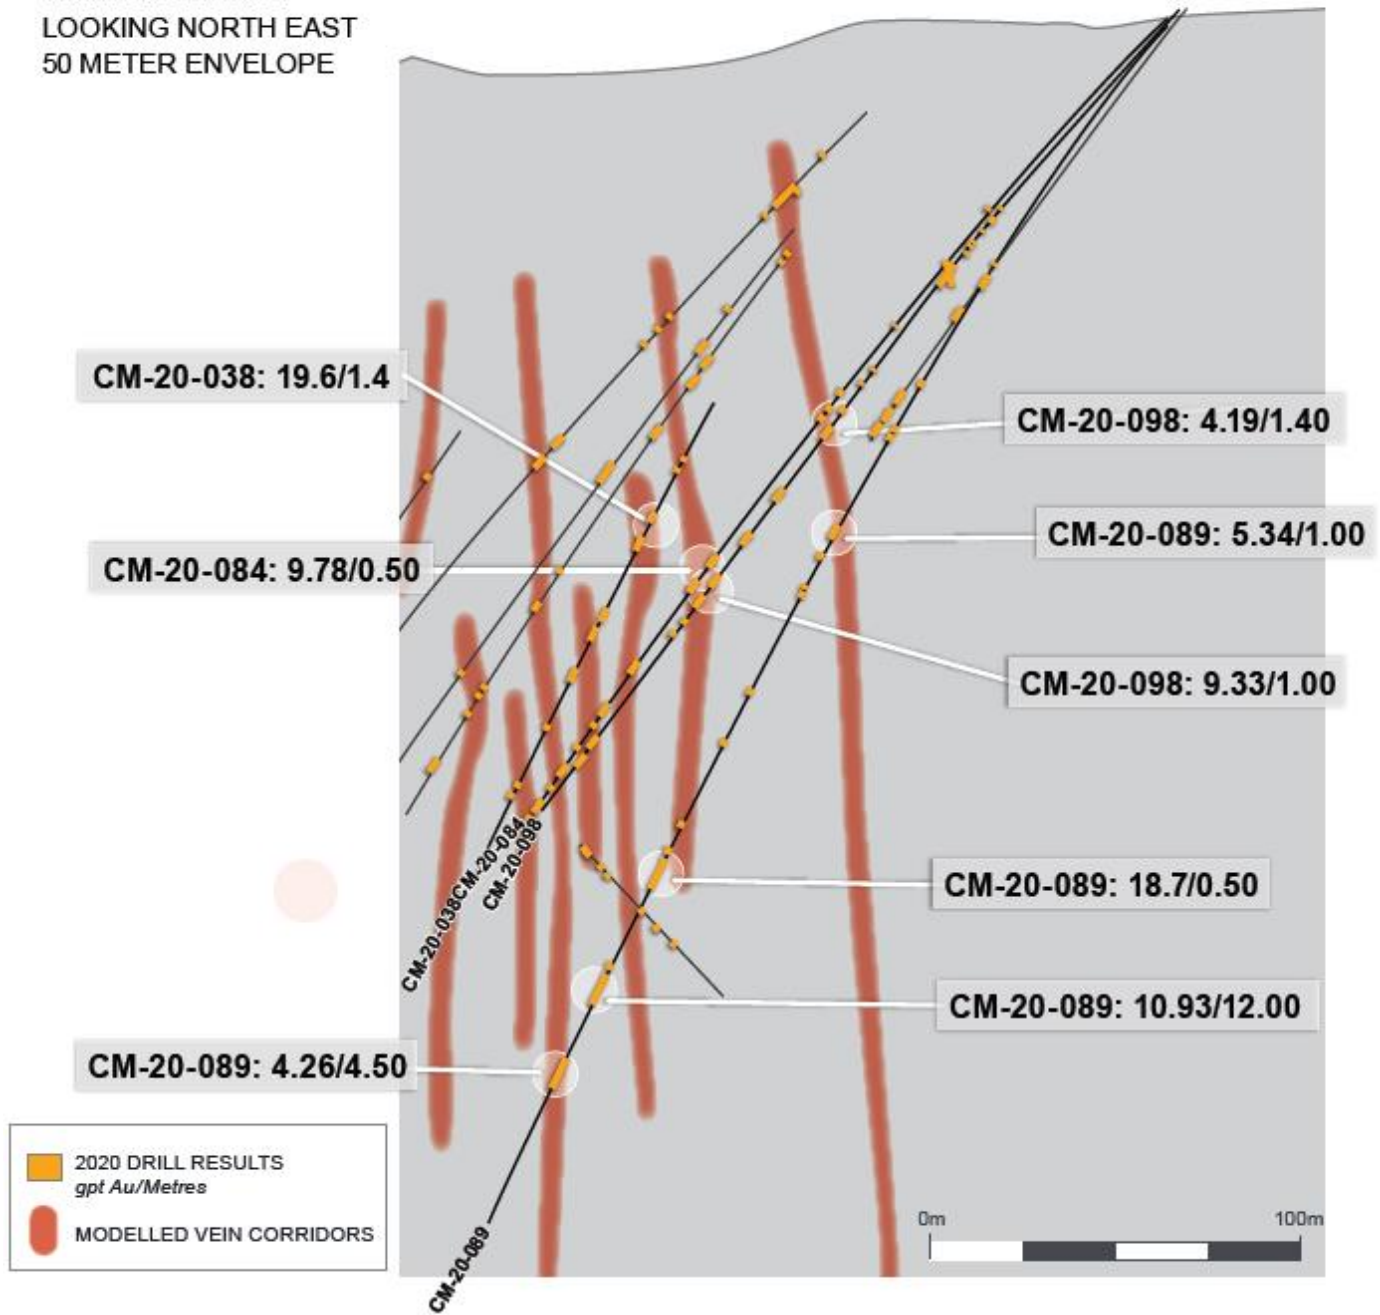 LOOKING NORTH EAST
50 METER ENVELOPE
CM-20-038: 19.6/1.4
CM-20-098: 4.19/1.40
CM-20-089: 5.34/1.00
CM-20-084: 9.78/0.50
CM-20-098: 9.33/1.00
CM-20-084
CM-20-098
CM-20-038
CM-20-089: 18.7/0.50
CM-20-089: 10.93/12.00
CM-20-089: 4.26/4.50
2020 DRILL RESULTS
gpt Au/Metres
MODELLED VEIN CORRIDORS
0m 100m
CM-20-089